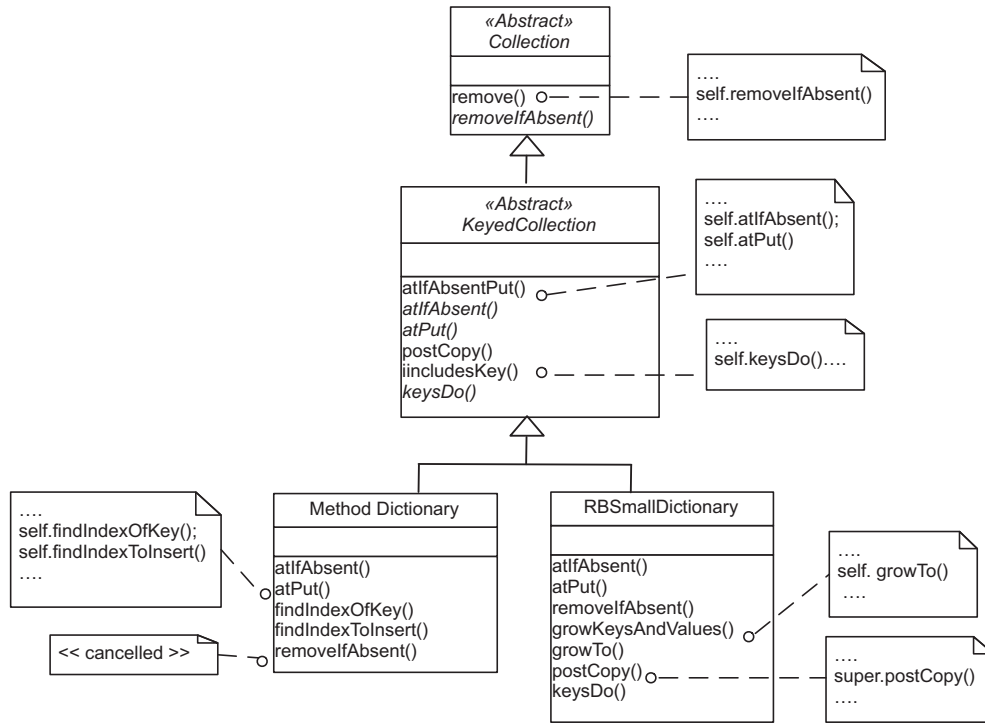 «Abstract»
Collection
remove()
removeIfAbsent()
....
self.removeIfAbsent()
....
«Abstract»
KeyedCollection
atIfAbsentPut()
atIfAbsent()
atPut()
postCopy()
iincludesKey()
keysDo()
....
self.atIfAbsent();
self.atPut()
....
....
self.keysDo()....
....
self.findIndexOfKey();
self.findIndexToInsert()
....
<< cancelled >>
Method Dictionary
atIfAbsent()
atPut()
findIndexOfKey()
findIndexToInsert()
removeIfAbsent()
RBSmallDictionary
atIfAbsent()
atPut()
removeIfAbsent()
growKeysAndValues()
growTo()
postCopy()
keysDo()
....
self. growTo()
....
....
super.postCopy()
....